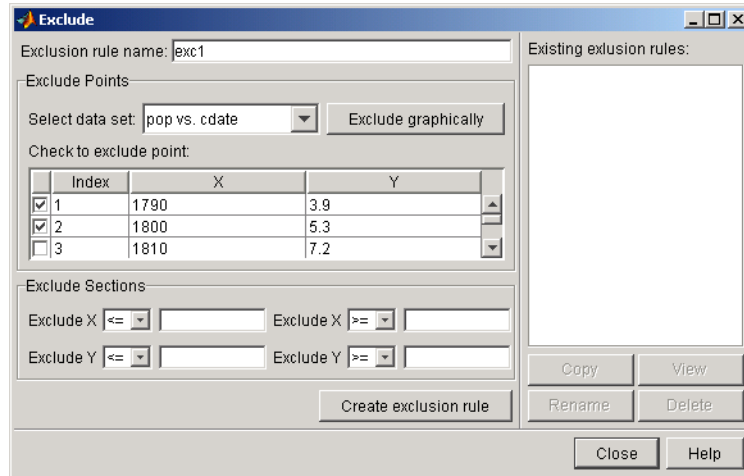 Exclude
Exclusion rule name: exc1
Exclude Points
Select data set: pop vs. cdate
Exclude graphically
Check to exclude point:
Index X Y
1 1790 3.9
2 1800 5.3
3 1810 7.2
Exclude Sections
Exclude X <= Exclude X >=
Exclude Y <= Exclude Y >=
Create exclusion rule
Existing exlusion rules:
Copy View
Rename Delete
Close Help